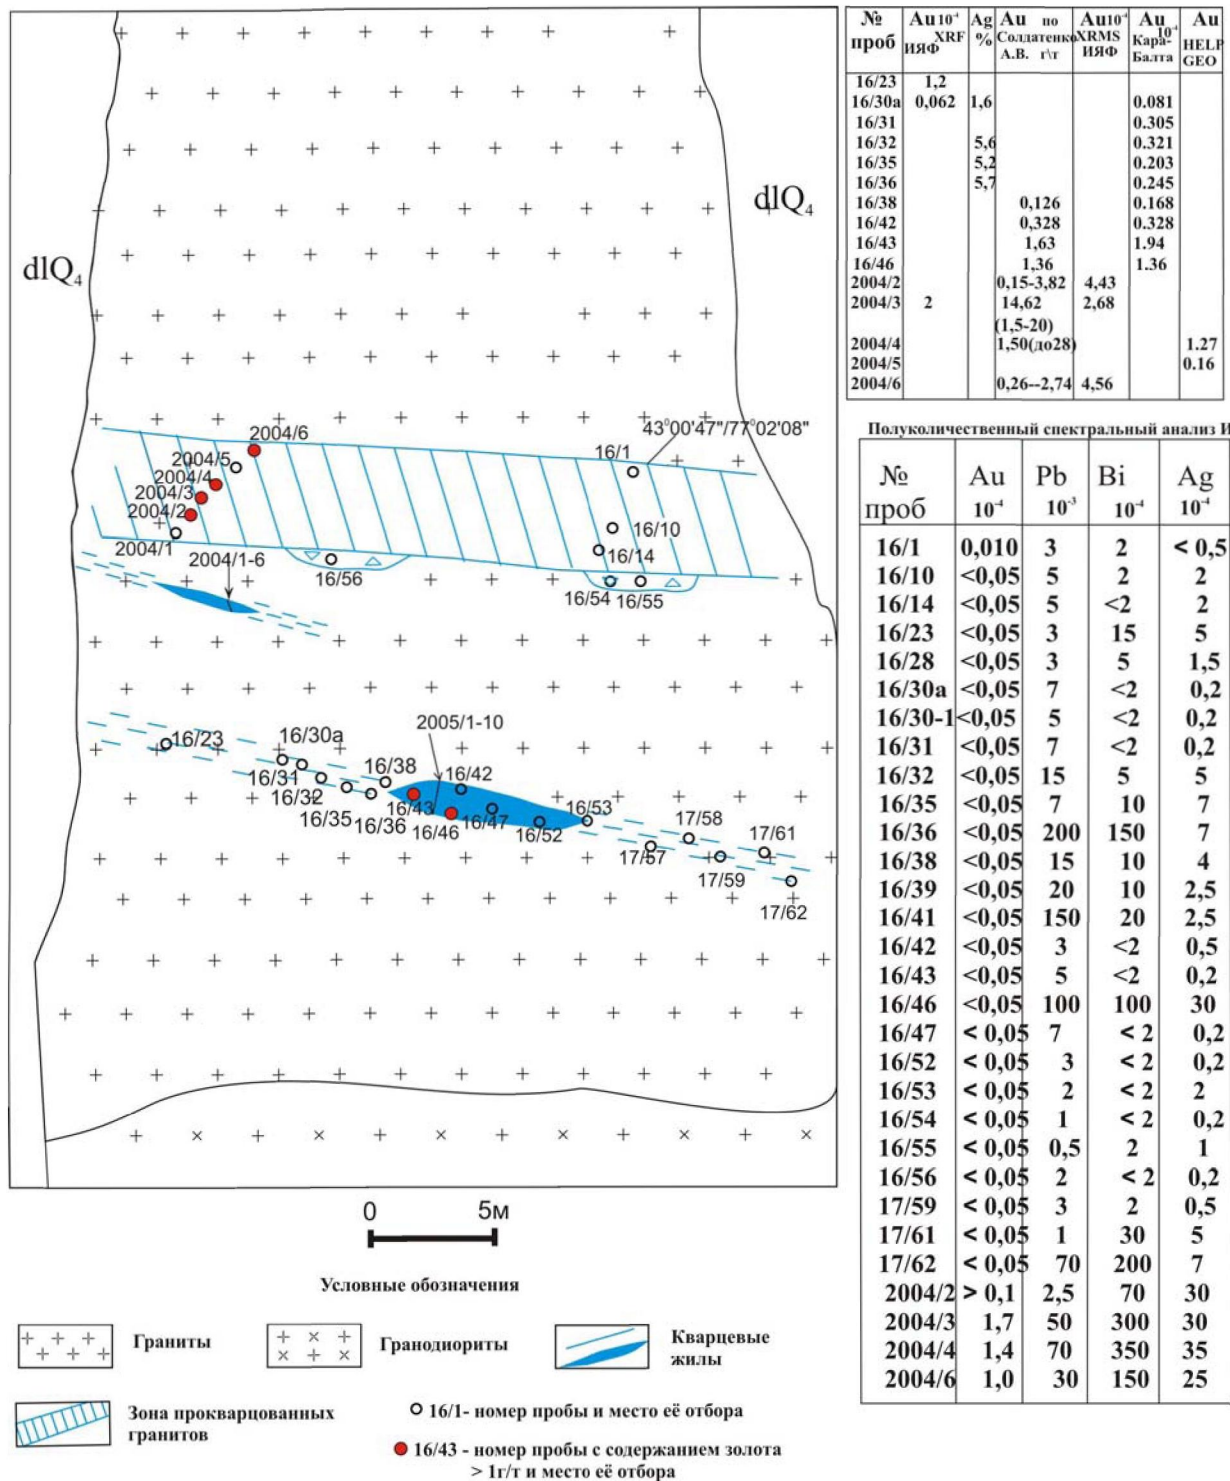 dlQ4
dlQ4
43°00'47"/77°02'08"
2004/6
2004/5
2004/4
2004/3
2004/2
2004/1
2004/1-6
16/1
16/10
16/14
16/56
16/54
16/55
2005/1-10
16/23
16/30a
16/31
16/32
16/35
16/36
16/38
16/42
16/43
16/46
16/47
16/52
16/53
17/57
17/58
17/59
17/61
17/62
0 5м
Условные обозначения
Граниты
Гранодиориты
Кварцевые
жилы
Зона прокварцованных
гранитов
16/1- номер пробы и место её отбора
16/43 - номер пробы с содержанием золота
> 1г/т и место её отбора
№ проб Au 10⁻⁴ XRF ИЯФ Ag % Au по Солдатенко А.В. г\т Au 10⁻⁴ XRMS ИЯФ Au 10⁻⁴ Кара-Балта Au HELP GEO
16/23 1,2
16/30a 0,062 1,6 0.081
16/31 0.305
16/32 5,6 0.321
16/35 5,2 0.203
16/36 5,7 0.245
16/38 0,126 0.168
16/42 0,328 0.328
16/43 1,63 1.94
16/46 1,36 1.36
2004/2 0,15-3,82 4,43
2004/3 2 14,62 2,68
(1,5-20)
2004/4 1,50(до28) 1.27
2004/5 0.16
2004/6 0,26--2,74 4,56
Полуколичественный спектральный анализ И
№ Au Pb Bi Ag
проб 10⁻⁴ 10⁻³ 10⁻⁴ 10⁻⁴
16/1 0,010 3 2 < 0,5
16/10 <0,05 5 2 2
16/14 <0,05 5 <2 2
16/23 <0,05 3 15 5
16/28 <0,05 3 5 1,5
16/30a <0,05 7 <2 0,2
16/30-1 <0,05 5 <2 0,2
16/31 <0,05 7 <2 0,2
16/32 <0,05 15 5 5
16/35 <0,05 7 10 7
16/36 <0,05 200 150 7
16/38 <0,05 15 10 4
16/39 <0,05 20 10 2,5
16/41 <0,05 150 20 2,5
16/42 <0,05 3 <2 0,5
16/43 <0,05 5 <2 0,2
16/46 <0,05 100 100 30
16/47 < 0,05 7 < 2 0,2
16/52 < 0,05 3 < 2 0,2
16/53 < 0,05 2 < 2 2
16/54 < 0,05 1 < 2 0,2
16/55 < 0,05 0,5 2 1
16/56 < 0,05 2 < 2 0,2
17/59 < 0,05 3 2 0,5
17/61 < 0,05 1 30 5
17/62 < 0,05 70 200 7
2004/2 > 0,1 2,5 70 30
2004/3 1,7 50 300 30
2004/4 1,4 70 350 35
2004/6 1,0 30 150 25